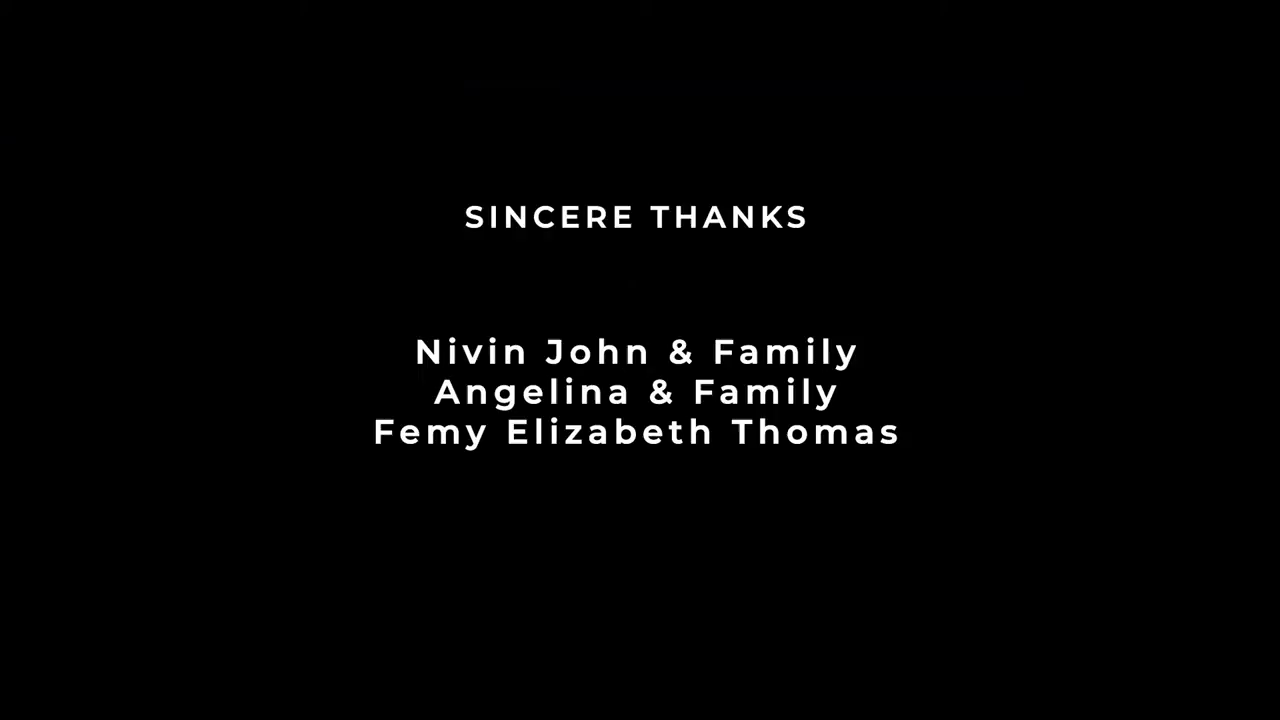 SINCERE THANKS
Nivin John & Family
Angelina & Family
Femy Elizabeth Thomas